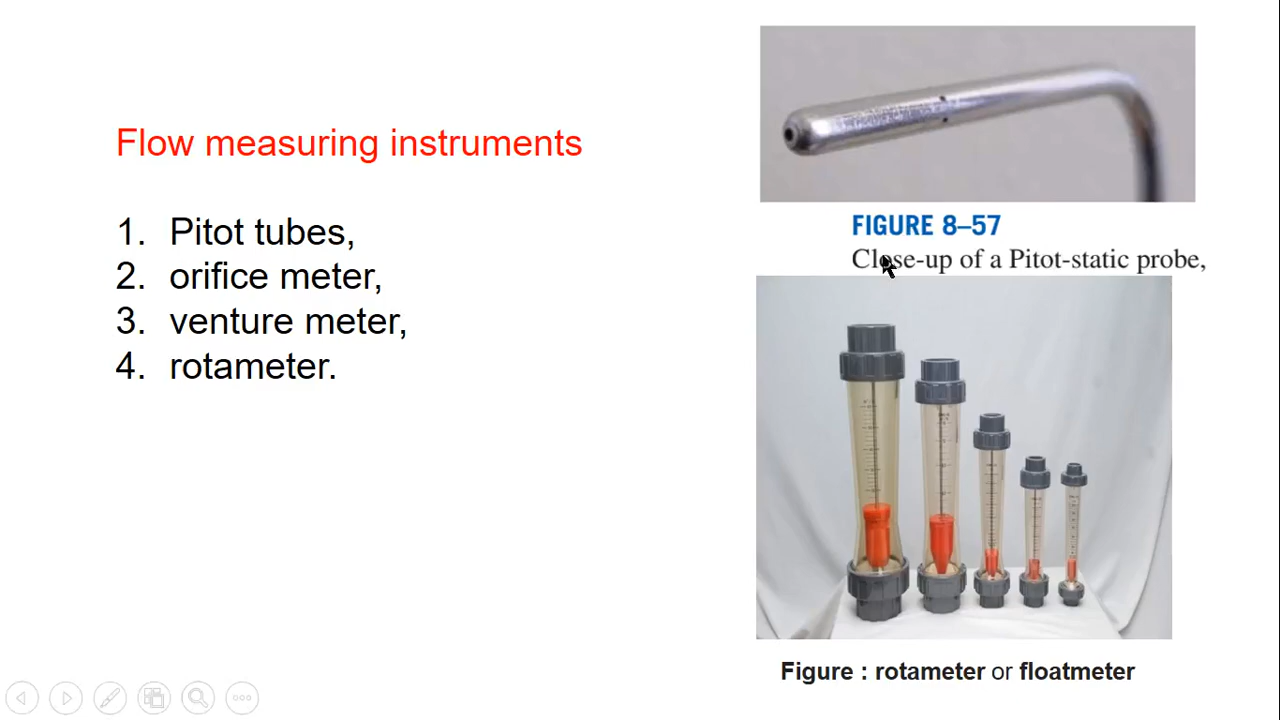 Flow measuring instruments
1. Pitot tubes,
2. orifice meter,
3. venture meter,
4. rotameter.
FIGURE 8–57
Close-up of a Pitot-static probe,
Figure : rotameter or floatmeter